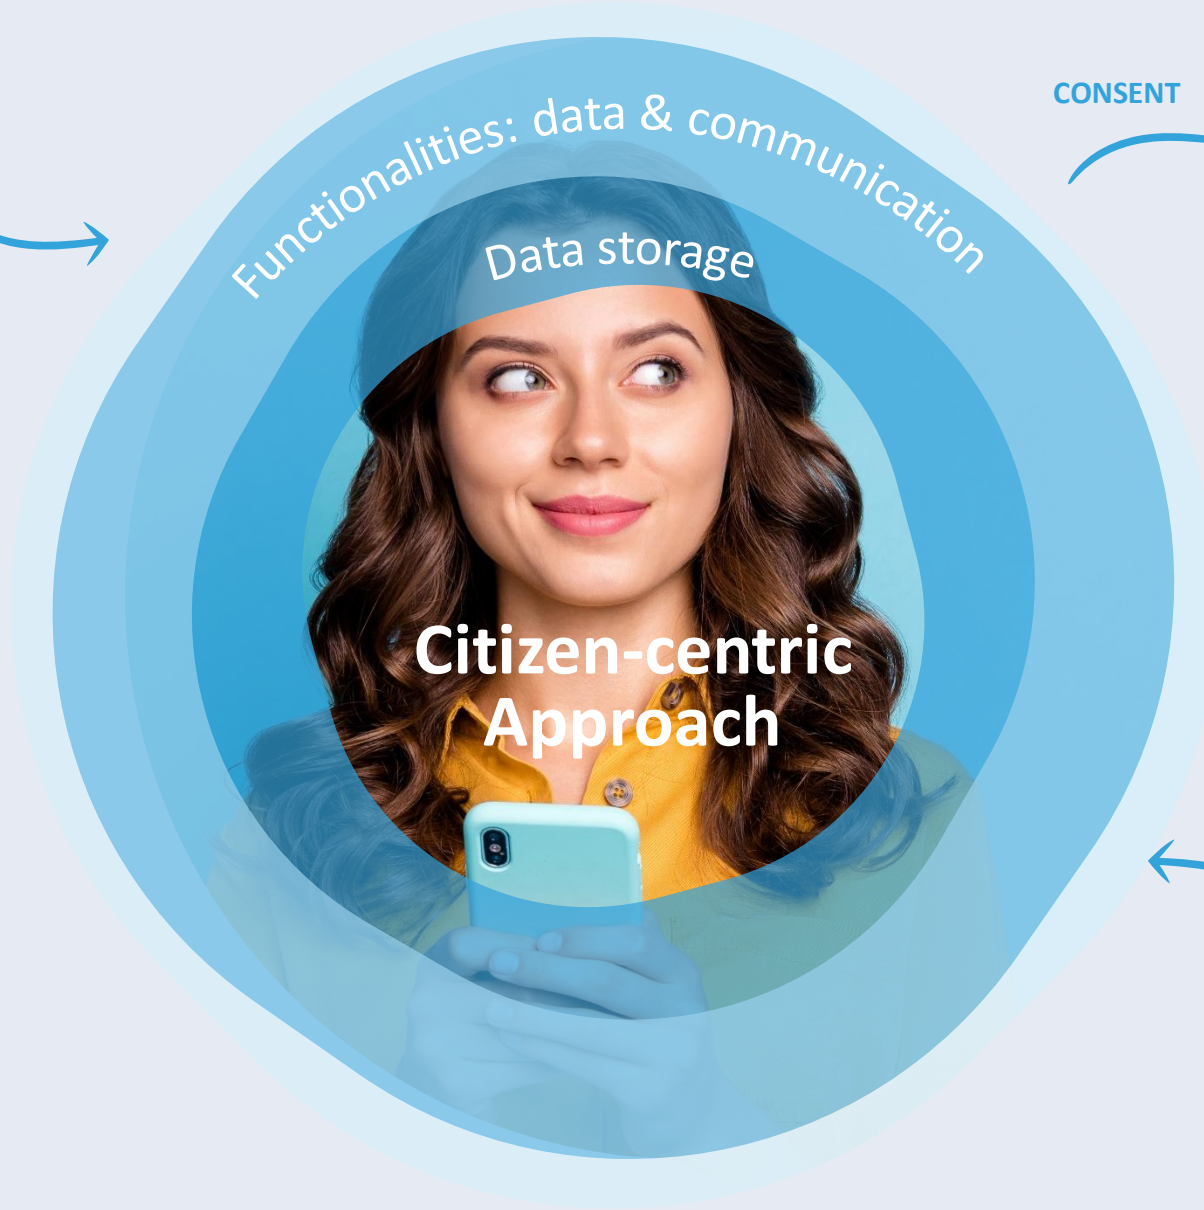 CONSENT
Functionalities: data & communication
Data storage
Citizen-centric
Approach